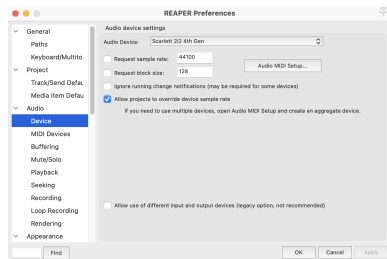 REAPER Preferences
General
Paths
Keyboard/Multito
Project
Track/Send Defau
Media Item Defau
Audio
Device
MIDI Devices
Buffering
Mute/Solo
Playback
Seeking
Recording
Loop Recording
Rendering
Appearance
Audio device settings
Audio Device: Scarlett 2i2 4th Gen
Request sample rate: 44100
Request block size: 128
Audio MIDI Setup...
Ignore running change notifications (may be required for some devices)
Allow projects to override device sample rate
If you need to use multiple devices, open Audio MIDI Setup and create an aggregate device.
Allow use of different input and output devices (legacy option, not recommended)
Find
OK
Cancel
Apply